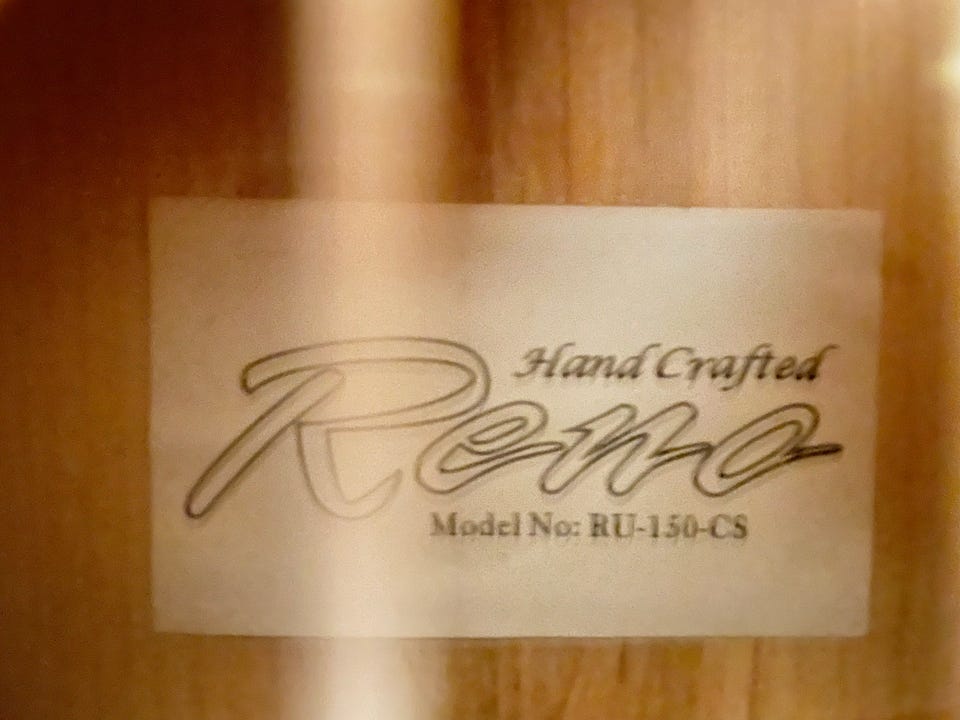 Hand Crafted
Reno
Model No: RU-150-CS